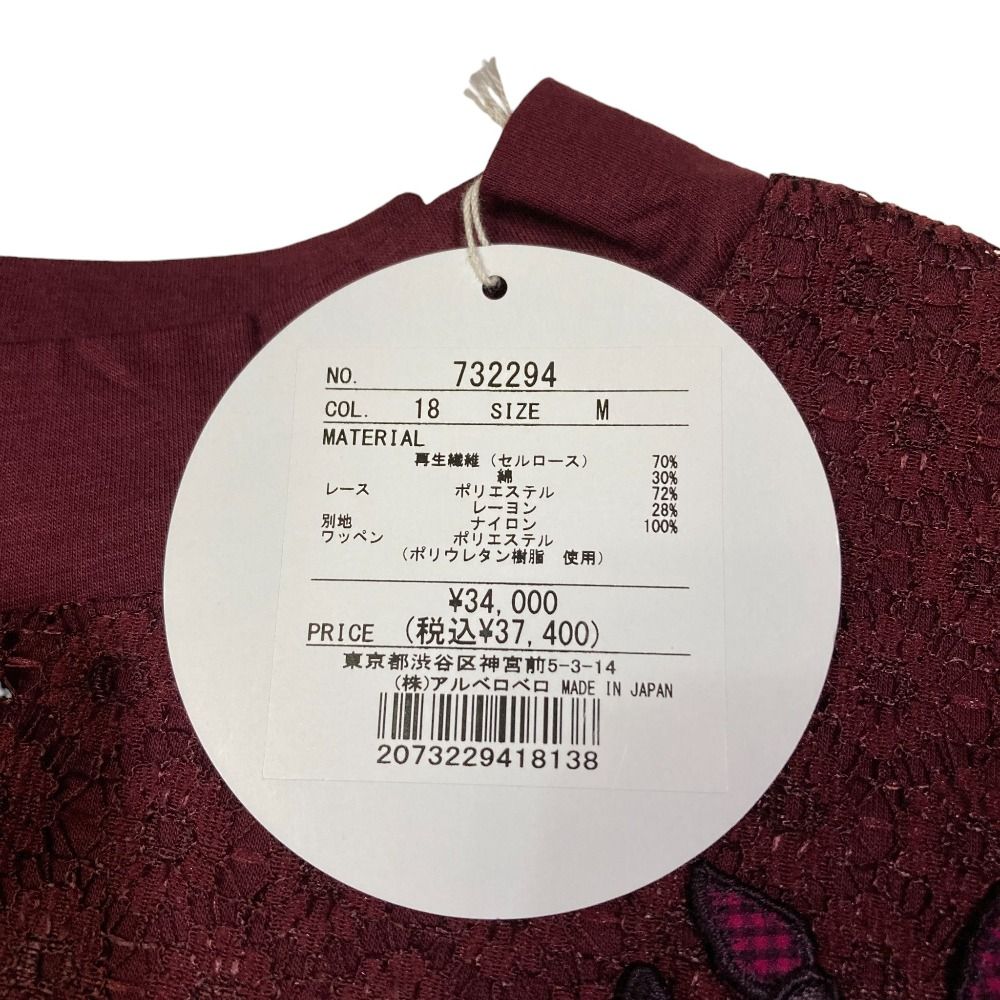 NO. 732294
COL. 18 SIZE M
MATERIAL
再生繊維(セルロース) 70%
綿 30%
レース ポリエステル 72%
レーヨン 28%
別地 ナイロン 100%
ワッペン ポリエステル
(ポリウレタン樹脂 使用)
¥34,000
PRICE (税込¥37,400)
東京都渋谷区神宮前5-3-14
(株)アルベロベロ MADE IN JAPAN
2073229418138